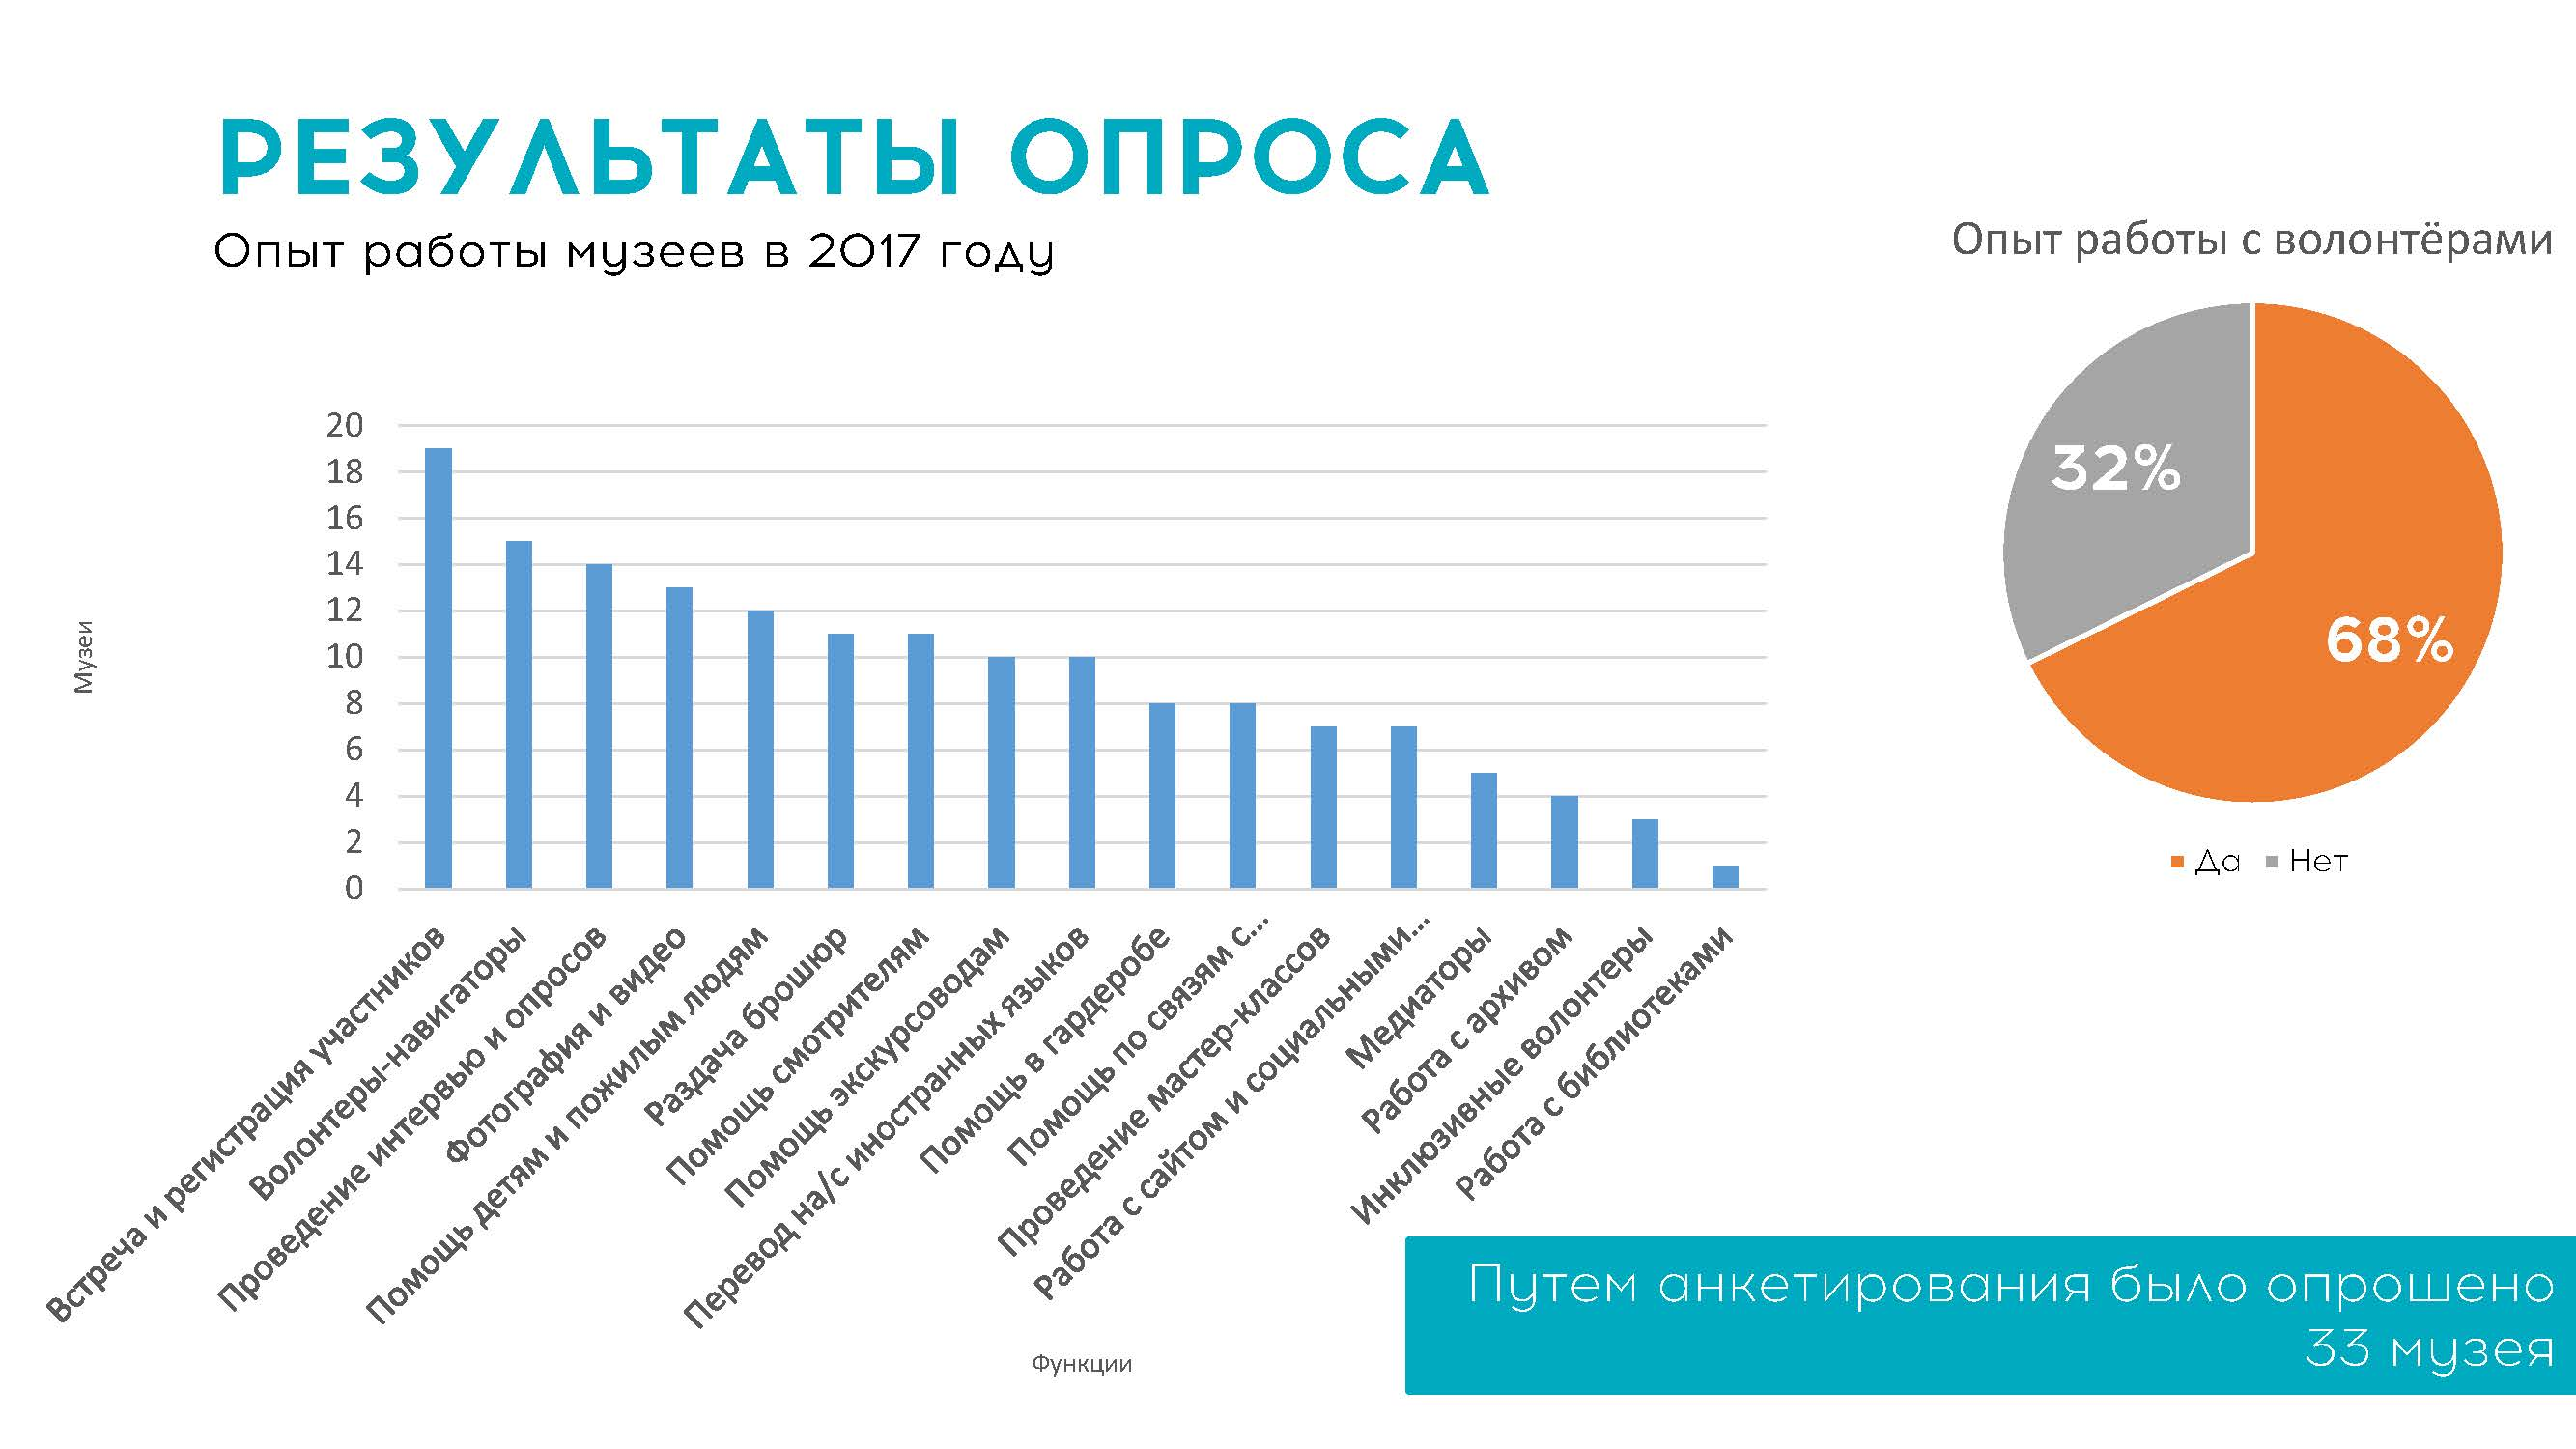 РЕЗУЛЬТАТЫ ОПРОСА
Опыт работы музеев в 2017 году
Опыт работы с волонтёрами
32%
68%
Да
Нет
Музеи
20
18
16
14
12
10
8
6
4
2
0
Встреча и регистрация участников
Волонтеры-навигаторы
Проведение интервью и опросов
Фотография и видео
Помощь детям и пожилым людям
Раздача брошюр
Помощь смотрителям
Помощь экскурсоводам
Перевод на/с иностранных языков
Помощь в гардеробе
Помощь по связям с...
Проведение мастер-классов
Работа с сайтом и социальными...
Медиаторы
Работа с архивом
Инклюзивные волонтеры
Работа с библиотеками
Функции
Путем анкетирования было опрошено
33 музея